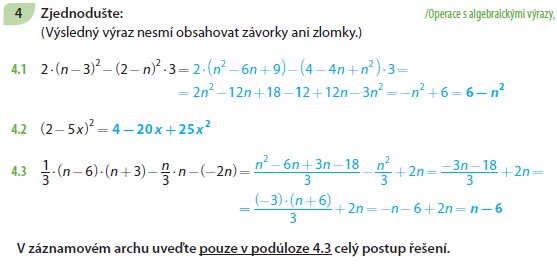 4 Zjednodušte: /Operace s algebraickými výrazy,
(Výsledný výraz nesmí obsahovat závorky ani zlomky.)
4.1 2·(n−3)²−(2−n)²·3 = 2·(n²−6n+9)−(4−4n+n²)·3 =
= 2n²−12n+18−12+12n−3n² = −n²+6 = 6−n²
4.2 (2−5x)² = 4−20x+25x²
4.3 1/3·(n−6)·(n+3)−n/3·n−(−2n) = (n²−6n+3n−18)/3 − n²/3 + 2n = (−3n−18)/3 + 2n =
= ((−3)·(n+6))/3 + 2n = −n−6+2n = n−6
V záznamovém archu uveďte pouze v podúloze 4.3 celý postup řešení.